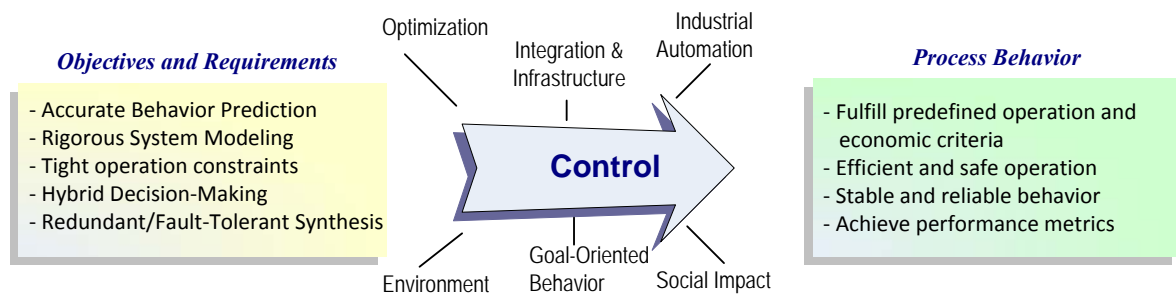 Objectives and Requirements
- Accurate Behavior Prediction
- Rigorous System Modeling
- Tight operation constraints
- Hybrid Decision-Making
- Redundant/Fault-Tolerant Synthesis
Optimization
Integration &
Infrastructure
Industrial
Automation
Control
Environment
Goal-Oriented
Behavior
Social Impact
Process Behavior
- Fulfill predefined operation and
economic criteria
- Efficient and safe operation
- Stable and reliable behavior
- Achieve performance metrics